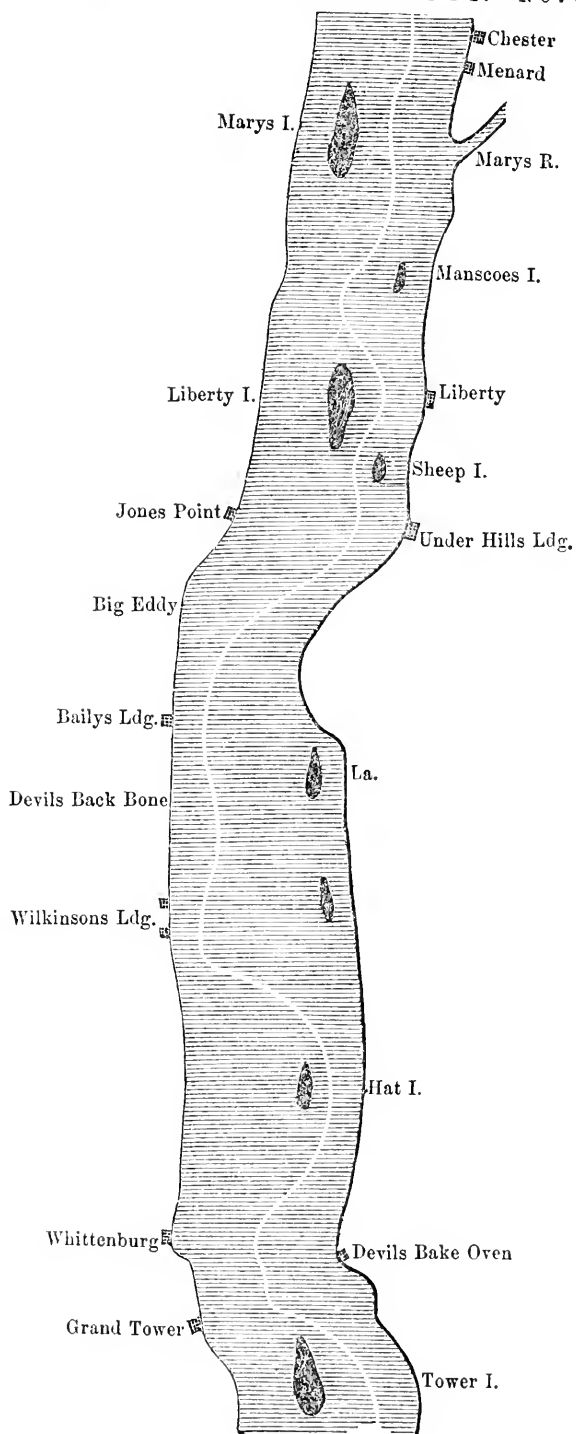 Chester
Menard
Marys I.
Marys R.
Manscoes I.
Liberty I.
Liberty
Sheep I.
Jones Point
Under Hills Ldg.
Big Eddy
Bailys Ldg.
La.
Devils Back Bone
Wilkinsons Ldg.
Hat I.
Whittenburg
Devils Bake Oven
Grand Tower
Tower I.